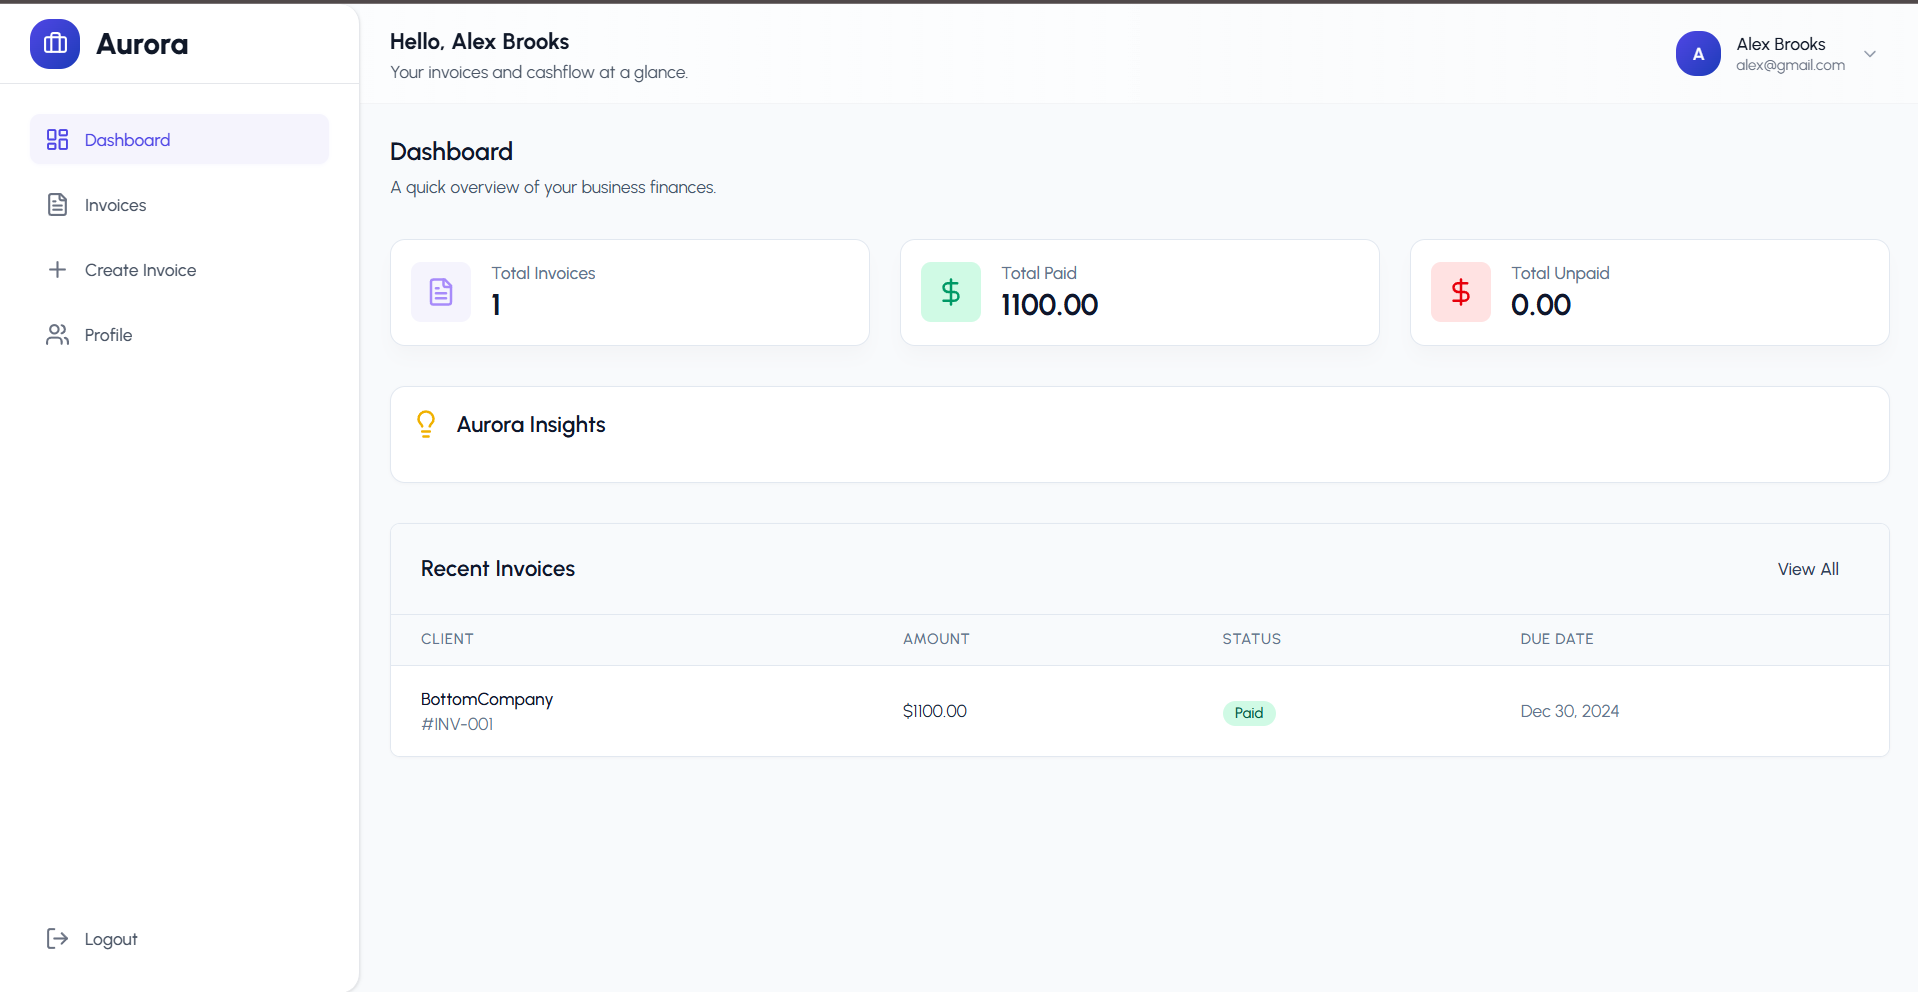 Aurora
Dashboard
Invoices
Create Invoice
Profile
Logout
Hello, Alex Brooks
Your invoices and cashflow at a glance.
A
Alex Brooks
alex@gmail.com
Dashboard
A quick overview of your business finances.
Total Invoices
1
Total Paid
1100.00
Total Unpaid
0.00
Aurora Insights
Recent Invoices
View All
CLIENT AMOUNT STATUS DUE DATE
BottomCompany
#INV-001
$1100.00
Paid
Dec 30, 2024